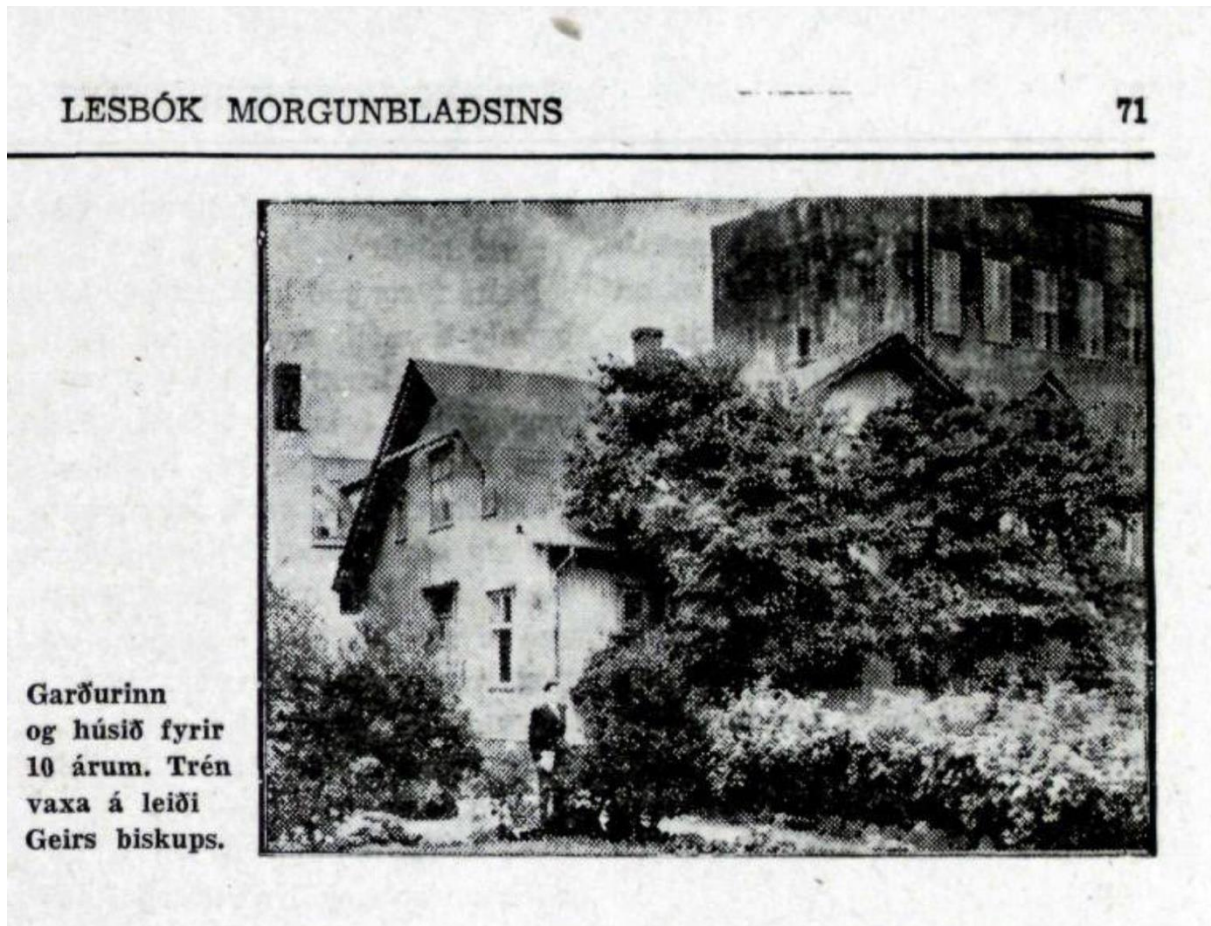 LESBÓK MORGUNBLAÐSINS 71
Garðurinn
og húsið fyrir
10 árum. Trén
vaxa á leiði
Geirs biskups.